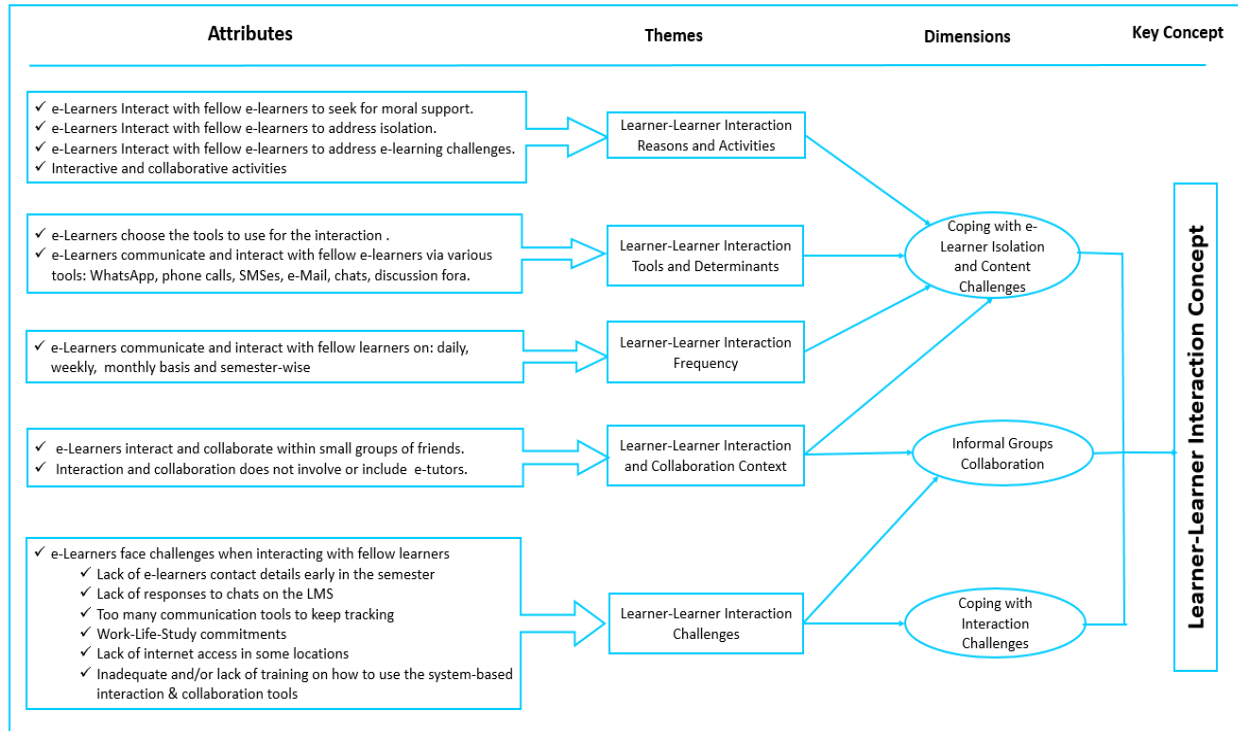 Attributes
Themes
Dimensions
Key Concept
✓ e-Learners Interact with fellow e-learners to seek for moral support.
✓ e-Learners Interact with fellow e-learners to address isolation.
✓ e-Learners Interact with fellow e-learners to address e-learning challenges.
✓ Interactive and collaborative activities
Learner-Learner Interaction
Reasons and Activities
✓ e-Learners choose the tools to use for the interaction .
✓ e-Learners communicate and interact with fellow e-learners via various
tools: WhatsApp, phone calls, SMSes, e-Mail, chats, discussion fora.
Learner-Learner Interaction
Tools and Determinants
Coping with e-
Learner Isolation
and Content
Challenges
✓ e-Learners communicate and interact with fellow learners on: daily,
weekly, monthly basis and semester-wise
Learner-Learner Interaction
Frequency
✓ e-Learners interact and collaborate within small groups of friends.
✓ Interaction and collaboration does not involve or include e-tutors.
Learner-Learner Interaction
and Collaboration Context
Informal Groups
Collaboration
✓ e-Learners face challenges when interacting with fellow learners
✓ Lack of e-learners contact details early in the semester
✓ Lack of responses to chats on the LMS
✓ Too many communication tools to keep tracking
✓ Work-Life-Study commitments
✓ Lack of internet access in some locations
✓ Inadequate and/or lack of training on how to use the system-based
interaction & collaboration tools
Learner-Learner Interaction
Challenges
Coping with
Interaction
Challenges
Learner-Learner Interaction Concept